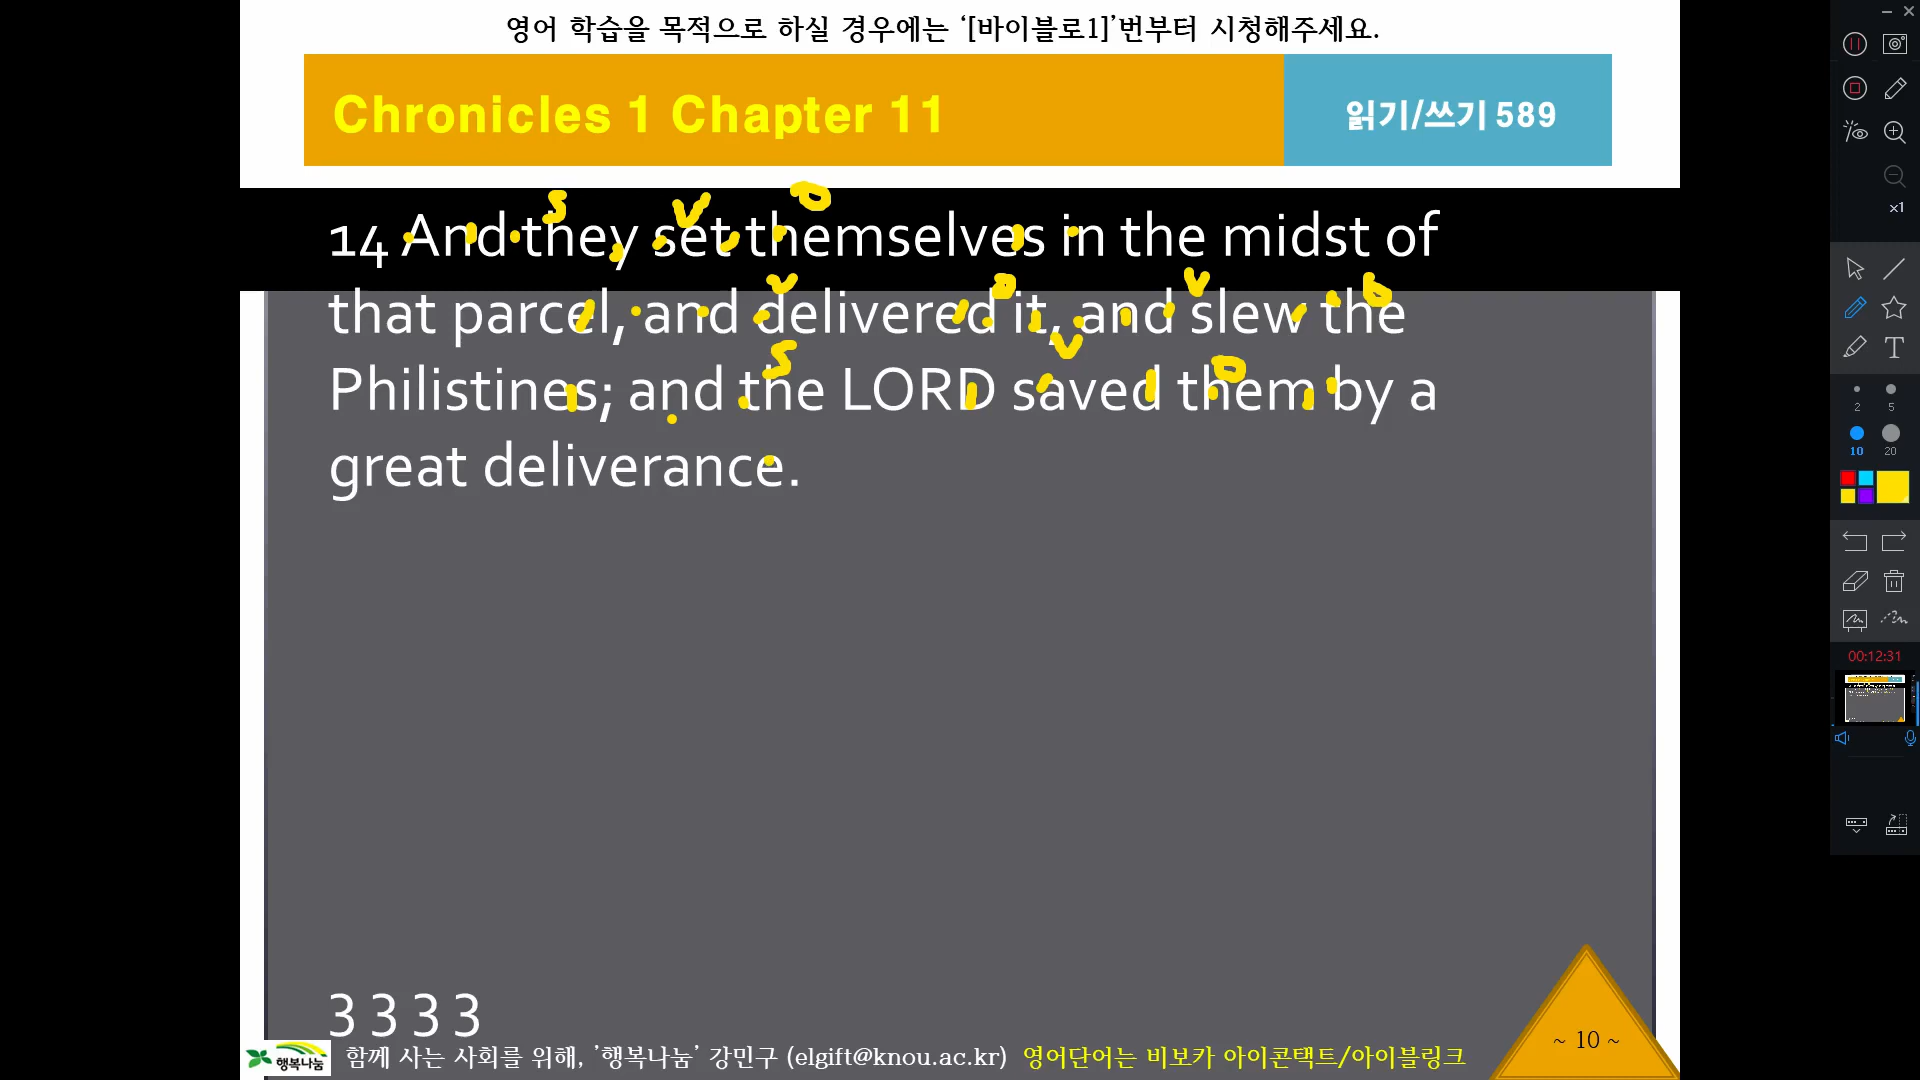 영어 학습을 목적으로 하실 경우에는 ‘[바이블로1]’번부터 시청해주세요.
Chronicles 1 Chapter 11
읽기/쓰기 589
s v o
14 And they set themselves in the midst of
v o v o
that parcel, and delivered it, and slew the
s v o
Philistines; and the LORD saved them by a
great deliverance.
3 3 3 3
~ 10 ~
행복나눔
함께 사는 사회를 위해, ’행복나눔’ 강민구 (elgift@knou.ac.kr) 영어단어는 비보카 아이콘택트/아이블링크
x1
T
2 5
10 20
00:12:31